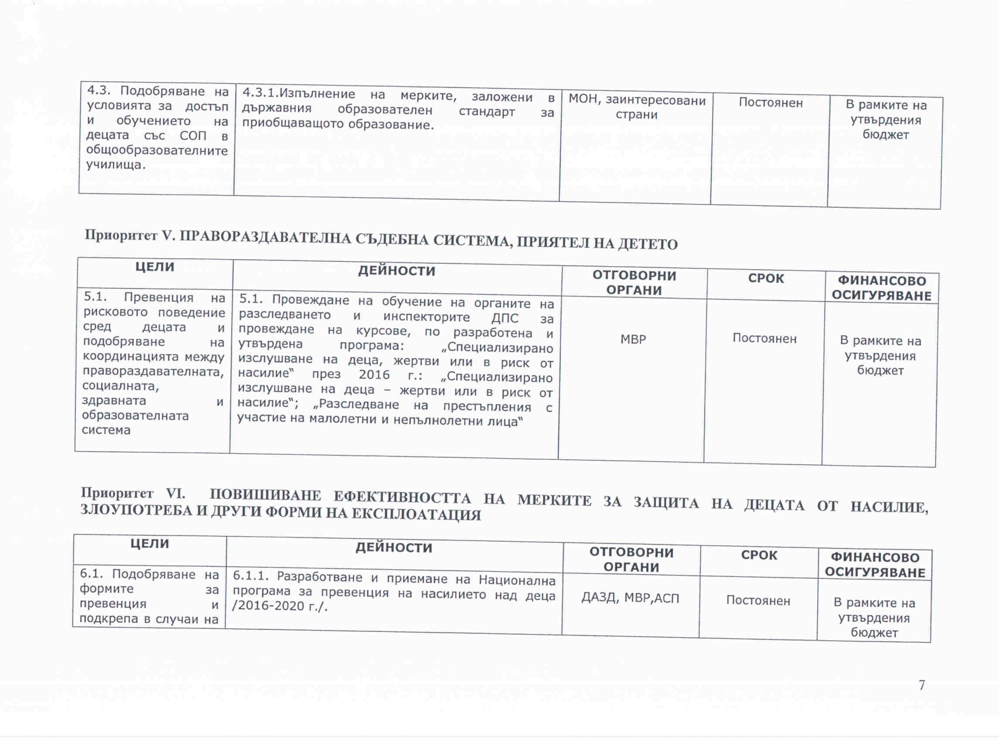 4.3. Подобряване на
условията за достъп
и обучението на
децата със СОП в
общообразователните
училища.
4.3.1.Изпълнение на мерките, заложени в
държавния образователен стандарт за
приобщаващото образование.
МОН, заинтересовани
страни
Постоянен
В рамките на
утвърдения
бюджет
Приоритет V. ПРАВОРАЗДАВАТЕЛНА СЪДЕБНА СИСТЕМА, ПРИЯТЕЛ НА ДЕТЕТО
ЦЕЛИ
ДЕЙНОСТИ
ОТГОВОРНИ
ОРГАНИ
СРОК
ФИНАНСОВО
ОСИГУРЯВАНЕ
5.1. Превенция на
рисковото поведение
сред децата и
подобряване на
координацията между
правораздавателната,
социалната,
здравната и
образователната
система
5.1. Провеждане на обучение на органите на
разследването и инспекторите ДПС за
провеждане на курсове, по разработена и
утвърдена програма: „Специализирано
изслушване на деца, жертви или в риск от
насилие‟ през 2016 г.: „Специализирано
изслушване на деца – жертви или в риск от
насилие‟; „Разследване на престъпления с
участие на малолетни и непълнолетни лица‟
МВР
Постоянен
В рамките на
утвърдения
бюджет
Приоритет VI. ПОВИШИВАНЕ ЕФЕКТИВНОСТТА НА МЕРКИТЕ ЗА ЗАЩИТА НА ДЕЦАТА ОТ НАСИЛИЕ,
ЗЛОУПОТРЕБА И ДРУГИ ФОРМИ НА ЕКСПЛОАТАЦИЯ
ЦЕЛИ
ДЕЙНОСТИ
ОТГОВОРНИ
ОРГАНИ
СРОК
ФИНАНСОВО
ОСИГУРЯВАНЕ
6.1. Подобряване на
формите за
превенция и
подкрепа в случаи на
6.1.1. Разработване и приемане на Национална
програма за превенция на насилието над деца
/2016-2020 г./.
ДАЗД, МВР,АСП
Постоянен
В рамките на
утвърдения
бюджет
7